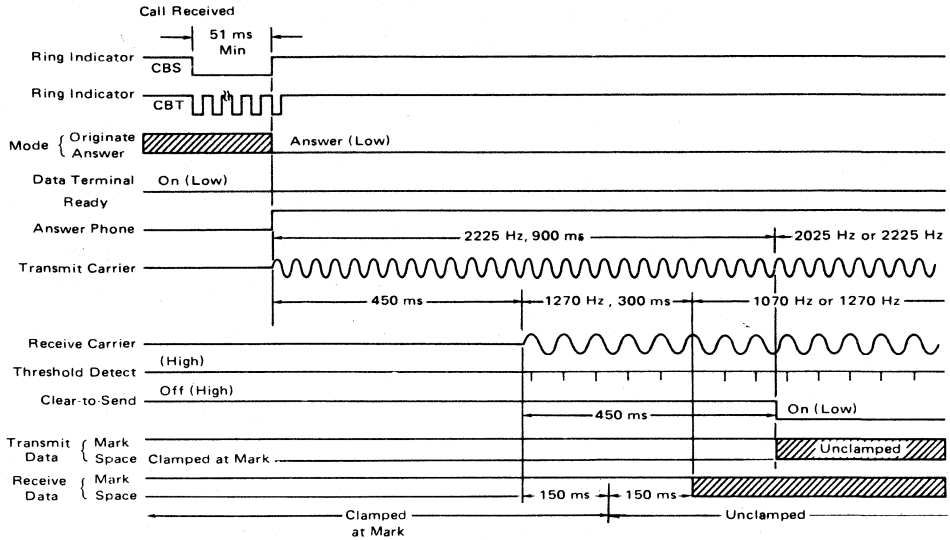 Call Received
51 ms
Min
Ring Indicator
CBS
Ring Indicator
CBT
Mode { Originate
Answer
Answer (Low)
Data Terminal
Ready
On (Low)
Answer Phone
2225 Hz, 900 ms
2025 Hz or 2225 Hz
Transmit Carrier
450 ms
1270 Hz, 300 ms
1070 Hz or 1270 Hz
Receive Carrier
(High)
Threshold Detect
Off (High)
Clear-to-Send
450 ms
On (Low)
Transmit { Mark
Data Space
Clamped at Mark
Unclamped
Receive { Mark
Data Space
150 ms
150 ms
Clamped
at Mark
Unclamped